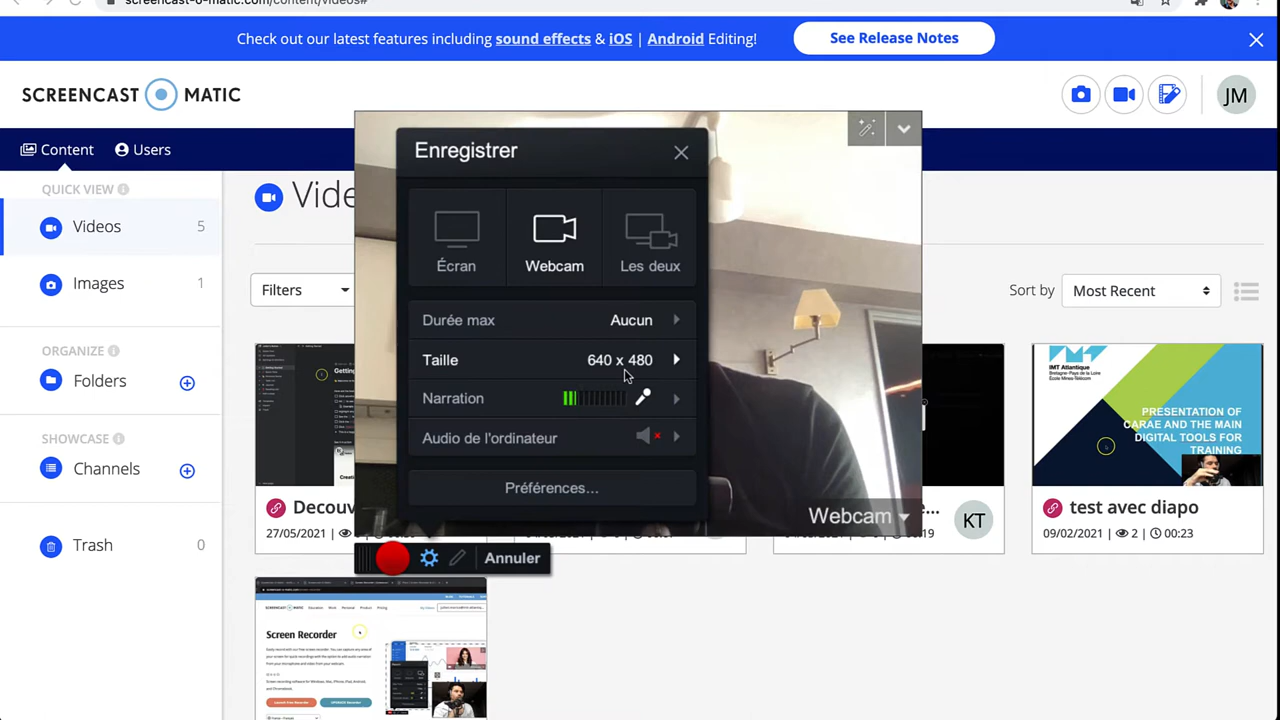 screencast-o-matic.com/content/videos#
Check out our latest features including sound effects & iOS | Android Editing!
See Release Notes
SCREENCAST MATIC
JM
Content
Users
QUICK VIEW
Videos
5
Images
1
ORGANIZE
Folders
SHOWCASE
Channels
Trash
0
Vide
Filters
Sort by
Most Recent
Enregistrer
Écran
Webcam
Les deux
Durée max
Aucun
Taille
640 x 480
Narration
Audio de l'ordinateur
Préférences...
Webcam
Annuler
Decouv
27/05/2021
e...
KT
:19
IMT Atlantique
Bretagne-Pays de la Loire
École Mines-Télécom
PRESENTATION OF
CARAE AND THE MAIN
DIGITAL TOOLS FOR
TRAINING
test avec diapo
09/02/2021
2
00:23
SCREENCAST MATIC
Screen Recorder